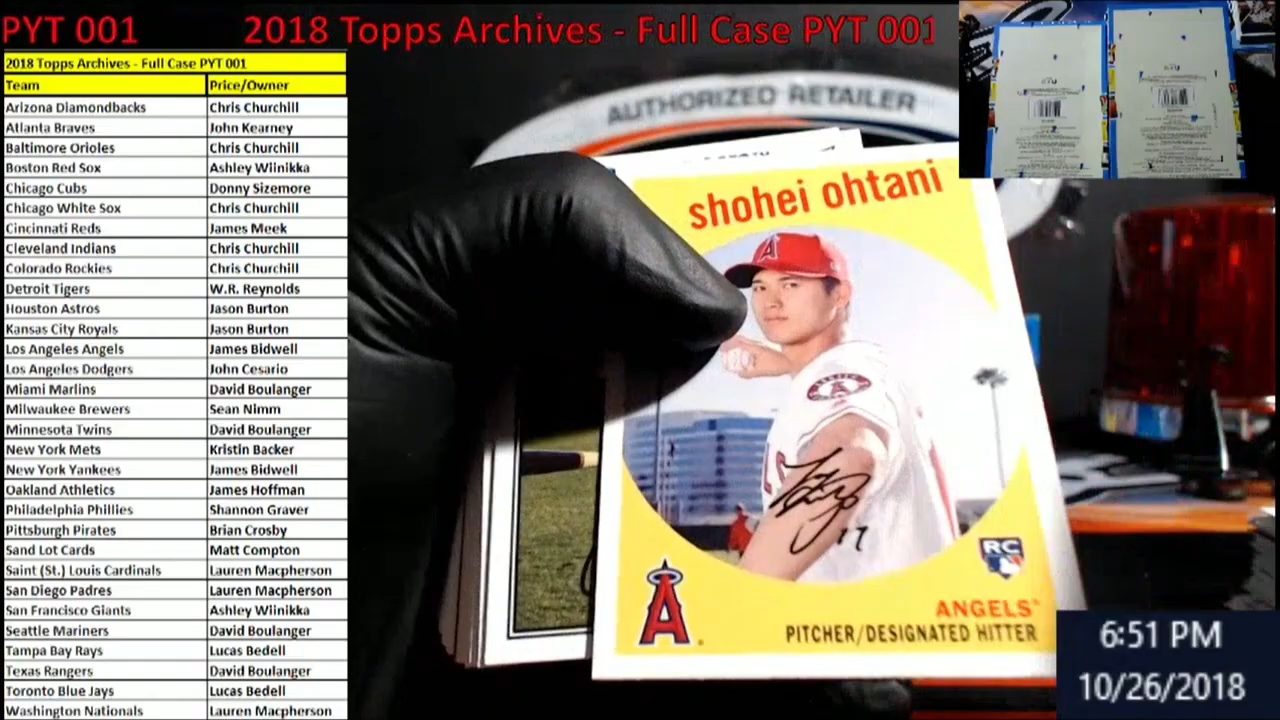 PYT 001
2018 Topps Archives - Full Case PYT 001
2018 Topps Archives - Full Case PYT 001
Team Price/Owner
Arizona Diamondbacks Chris Churchill
Atlanta Braves John Kearney
Baltimore Orioles Chris Churchill
Boston Red Sox Ashley Wiinikka
Chicago Cubs Donny Sizemore
Chicago White Sox Chris Churchill
Cincinnati Reds James Meek
Cleveland Indians Chris Churchill
Colorado Rockies Chris Churchill
Detroit Tigers W.R. Reynolds
Houston Astros Jason Burton
Kansas City Royals Jason Burton
Los Angeles Angels James Bidwell
Los Angeles Dodgers John Cesario
Miami Marlins David Boulanger
Milwaukee Brewers Sean Nimm
Minnesota Twins David Boulanger
New York Mets Kristin Backer
New York Yankees James Bidwell
Oakland Athletics James Hoffman
Philadelphia Phillies Shannon Graver
Pittsburgh Pirates Brian Crosby
Sand Lot Cards Matt Compton
Saint (St.) Louis Cardinals Lauren Macpherson
San Diego Padres Lauren Macpherson
San Francisco Giants Ashley Wiinikka
Seattle Mariners David Boulanger
Tampa Bay Rays Lucas Bedell
Texas Rangers David Boulanger
Toronto Blue Jays Lucas Bedell
Washington Nationals Lauren Macpherson
AUTHORIZED RETAILER
shohei ohtani
A
A
17
RC
A
ANGELS
PITCHER/DESIGNATED HITTER
6:51 PM
10/26/2018